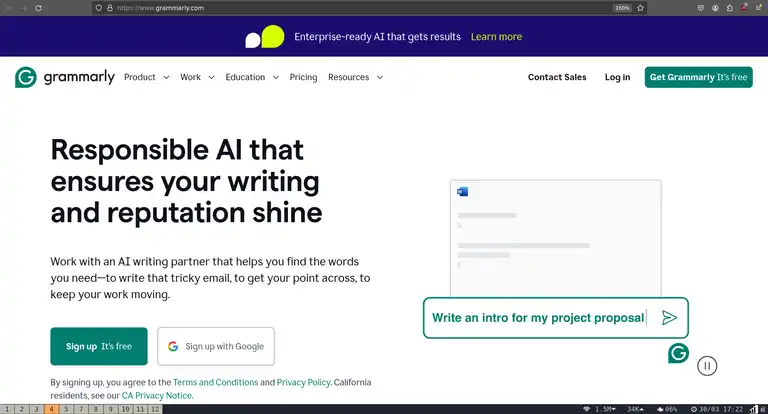 https://www.grammarly.com
160%
Enterprise-ready AI that gets results Learn more
grammarly Product Work Education Pricing Resources Contact Sales Log in Get Grammarly It's free
Responsible AI that
ensures your writing
and reputation shine
Work with an AI writing partner that helps you find the words
you need—to write that tricky email, to get your point across, to
keep your work moving.
Write an intro for my project proposal
Sign up It's free
Sign up with Google
By signing up, you agree to the Terms and Conditions and Privacy Policy. California
residents, see our CA Privacy Notice.
1 2 3 4 5 6 7 8 9 10 11 12 1.5M 34K 06% 30/03 17:22